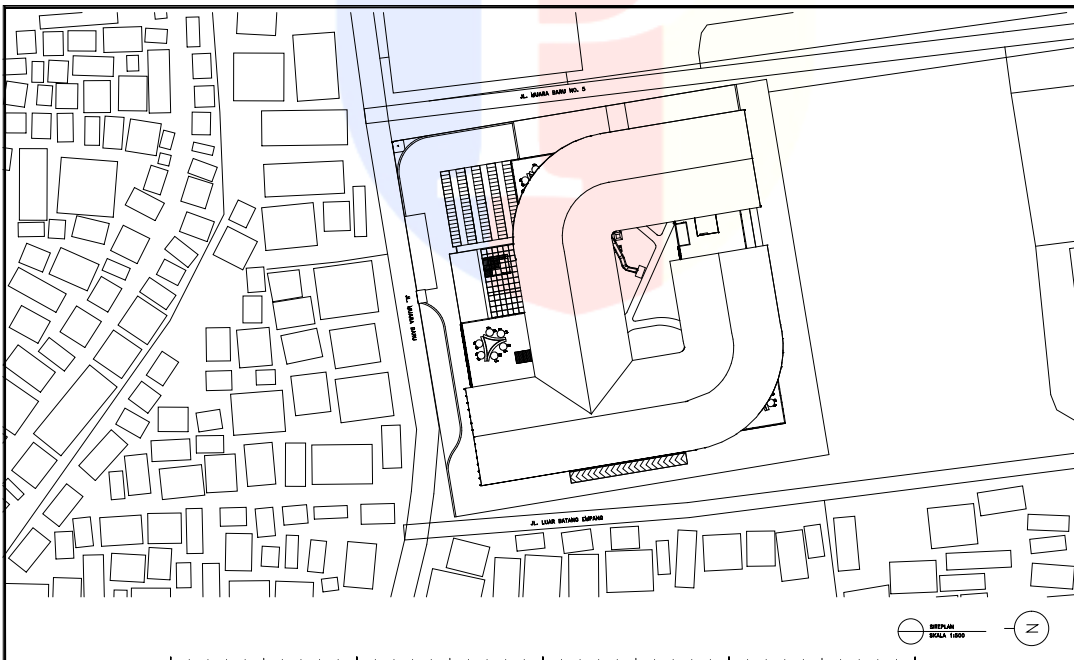 JL. MUARA BARU NO. 5
JL. MUARA BARU
JL. LUAR BATANG EMPANG
SITEPLAN
SKALA 1:500
N